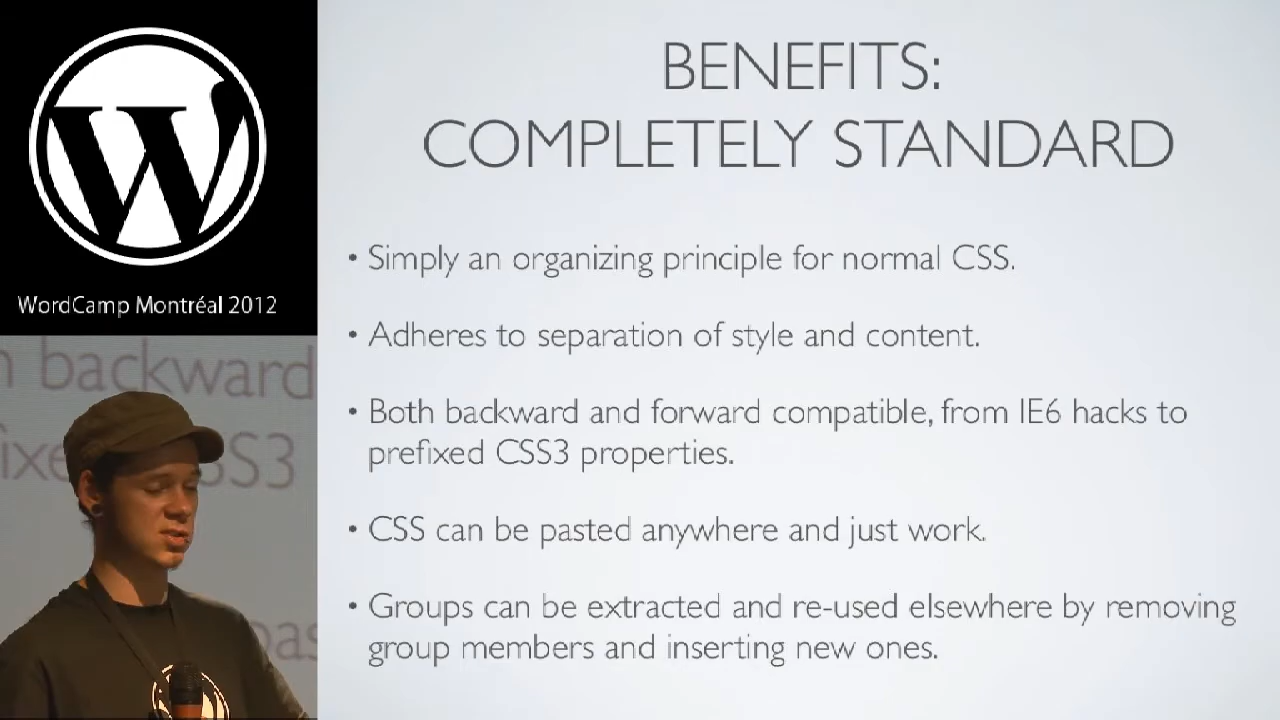 WordCamp Montréal 2012
BENEFITS:
COMPLETELY STANDARD
• Simply an organizing principle for normal CSS.
• Adheres to separation of style and content.
• Both backward and forward compatible, from IE6 hacks to
prefixed CSS3 properties.
• CSS can be pasted anywhere and just work.
• Groups can be extracted and re-used elsewhere by removing
group members and inserting new ones.
backward